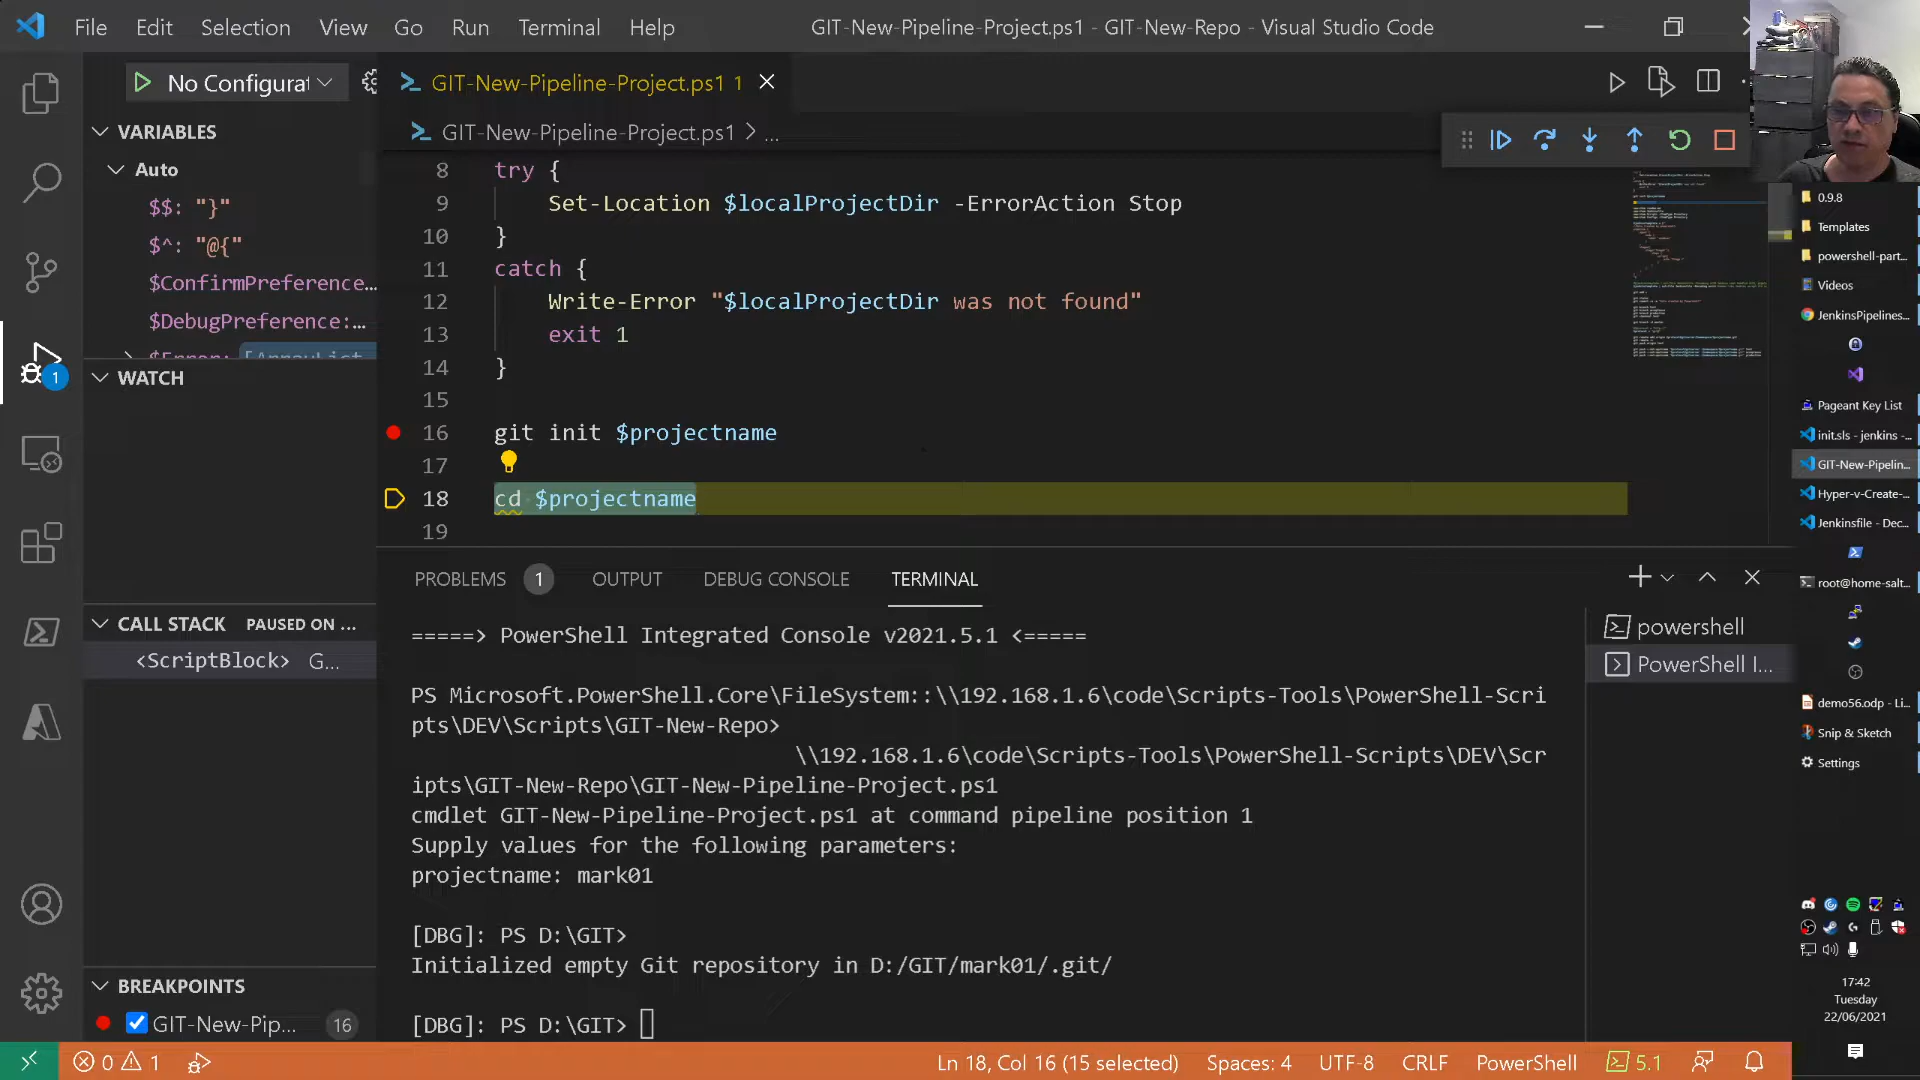 File Edit Selection View Go Run Terminal Help
GIT-New-Pipeline-Project.ps1 - GIT-New-Repo - Visual Studio Code
No Configurat
GIT-New-Pipeline-Project.ps1 1
VARIABLES
GIT-New-Pipeline-Project.ps1 > ...
Auto
$$: "}"
$^: "@{"
$ConfirmPreference...
$DebugPreference:...
$Error: [ArrayList
WATCH
8 try {
9 Set-Location $localProjectDir -ErrorAction Stop
10 }
11 catch {
12 Write-Error "$localProjectDir was not found"
13 exit 1
14 }
15
16 git init $projectname
17
18 cd $projectname
19
CALL STACK PAUSED ON ...
<ScriptBlock> G...
BREAKPOINTS
GIT-New-Pip... 16
PROBLEMS 1 OUTPUT DEBUG CONSOLE TERMINAL
=====> PowerShell Integrated Console v2021.5.1 <=====
PS Microsoft.PowerShell.Core\FileSystem::\\192.168.1.6\code\Scripts-Tools\PowerShell-Scri
pts\DEV\Scripts\GIT-New-Repo>
\\192.168.1.6\code\Scripts-Tools\PowerShell-Scripts\DEV\Scr
ipts\GIT-New-Repo\GIT-New-Pipeline-Project.ps1
cmdlet GIT-New-Pipeline-Project.ps1 at command pipeline position 1
Supply values for the following parameters:
projectname: mark01
[DBG]: PS D:\GIT>
Initialized empty Git repository in D:/GIT/mark01/.git/
[DBG]: PS D:\GIT>
powershell
PowerShell I...
1
0 1
Ln 18, Col 16 (15 selected) Spaces: 4 UTF-8 CRLF PowerShell 5.1
0.9.8
Templates
powershell-part...
Videos
JenkinsPipelines...
Pageant Key List
init.sls - jenkins -...
GIT-New-Pipelin...
Hyper-v-Create-...
Jenkinsfile - Dec...
root@home-salt...
demo56.odp - Li...
Snip & Sketch
Settings
17:42
Tuesday
22/06/2021